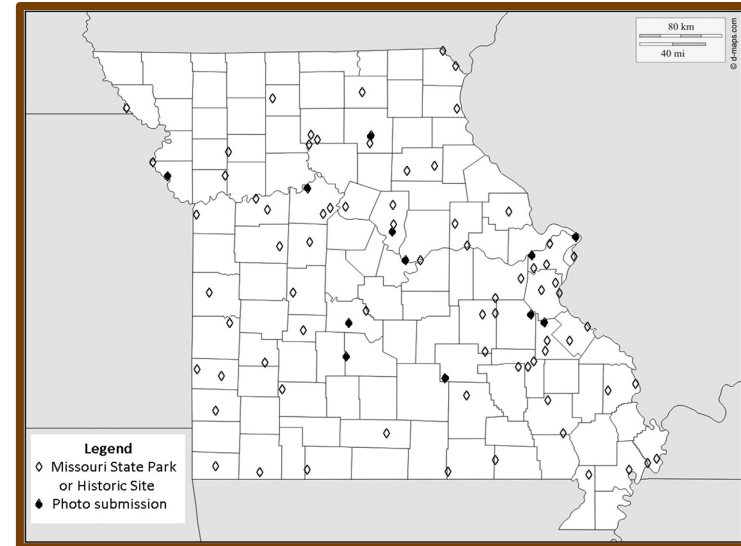 80 km
40 mi
© d-maps.com
Legend
Missouri State Park
or Historic Site
Photo submission